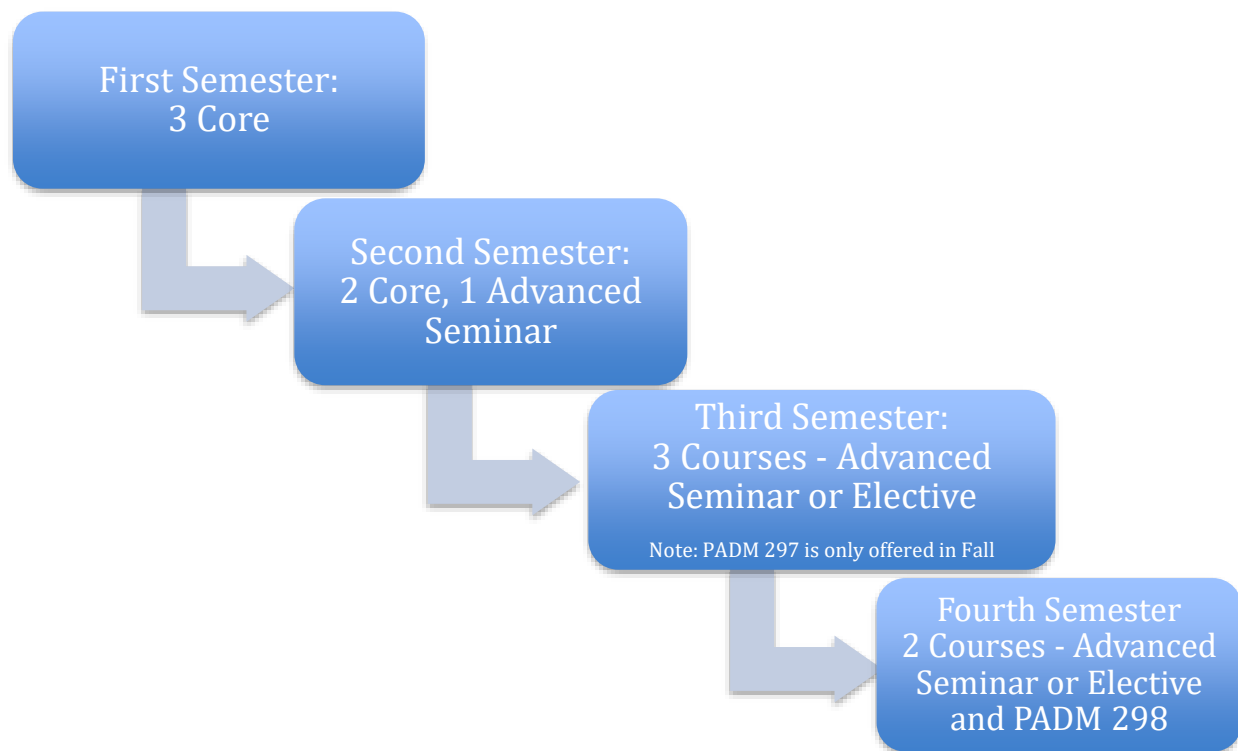 First Semester:
3 Core
Second Semester:
2 Core, 1 Advanced
Seminar
Third Semester:
3 Courses - Advanced
Seminar or Elective
Note: PADM 297 is only offered in Fall
Fourth Semester
2 Courses - Advanced
Seminar or Elective
and PADM 298